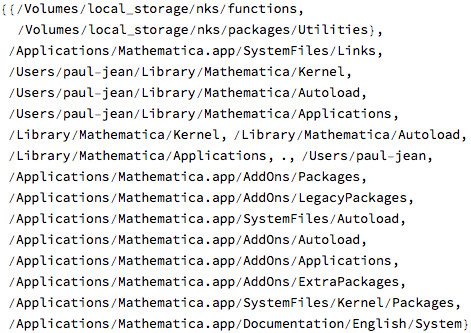 {{/Volumes/local_storage/nks/functions,
/Volumes/local_storage/nks/packages/Utilities},
/Applications/Mathematica.app/SystemFiles/Links,
/Users/paul-jean/Library/Mathematica/Kernel,
/Users/paul-jean/Library/Mathematica/Autoload,
/Users/paul-jean/Library/Mathematica/Applications,
/Library/Mathematica/Kernel, /Library/Mathematica/Autoload,
/Library/Mathematica/Applications, ., /Users/paul-jean,
/Applications/Mathematica.app/AddOns/Packages,
/Applications/Mathematica.app/AddOns/LegacyPackages,
/Applications/Mathematica.app/SystemFiles/Autoload,
/Applications/Mathematica.app/AddOns/Autoload,
/Applications/Mathematica.app/AddOns/Applications,
/Applications/Mathematica.app/AddOns/ExtraPackages,
/Applications/Mathematica.app/SystemFiles/Kernel/Packages,
/Applications/Mathematica.app/Documentation/English/System}